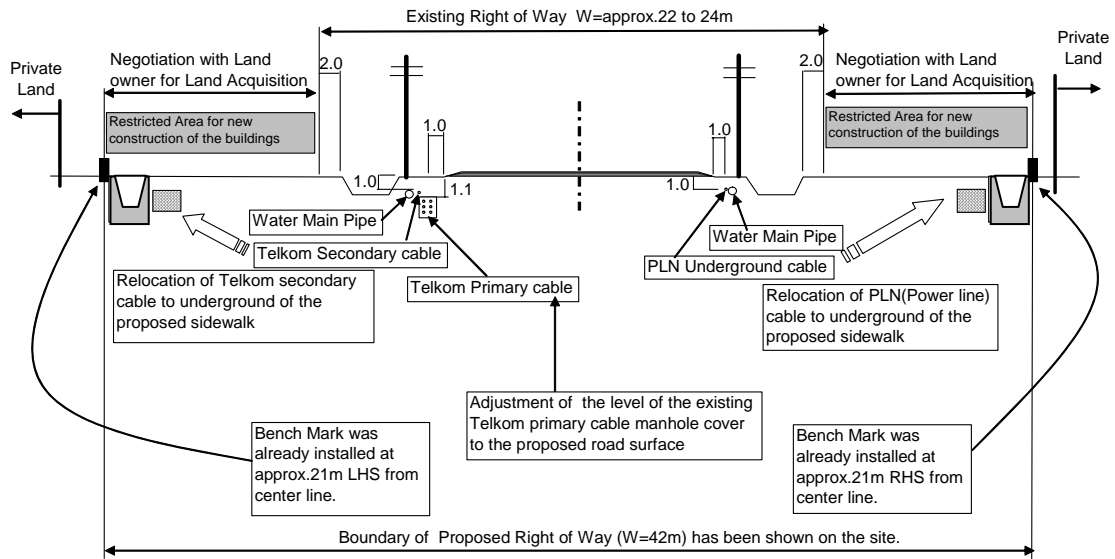 Existing Right of Way  W=approx.22 to 24m
Private
Land
Negotiation with Land
owner for Land Acquisition
Restricted Area for new
construction of the buildings
2.0
1.0
1.0
1.1
1.0
1.0
2.0
Negotiation with Land
owner for Land Acquisition
Restricted Area for new
construction of the buildings
Private
Land
Water Main Pipe
Telkom Secondary cable
Telkom Primary cable
Water Main Pipe
PLN Underground cable
Relocation of Telkom secondary
cable to underground of the
proposed sidewalk
Relocation of PLN(Power line)
cable to underground of the
proposed sidewalk
Adjustment of  the level of the existing
Telkom primary cable manhole cover
to the proposed road surface
Bench Mark was
already installed at
approx.21m LHS from
center line.
Bench Mark was
already installed at
approx.21m RHS from
center line.
Boundary of  Proposed Right of Way (W=42m) has been shown on the site.